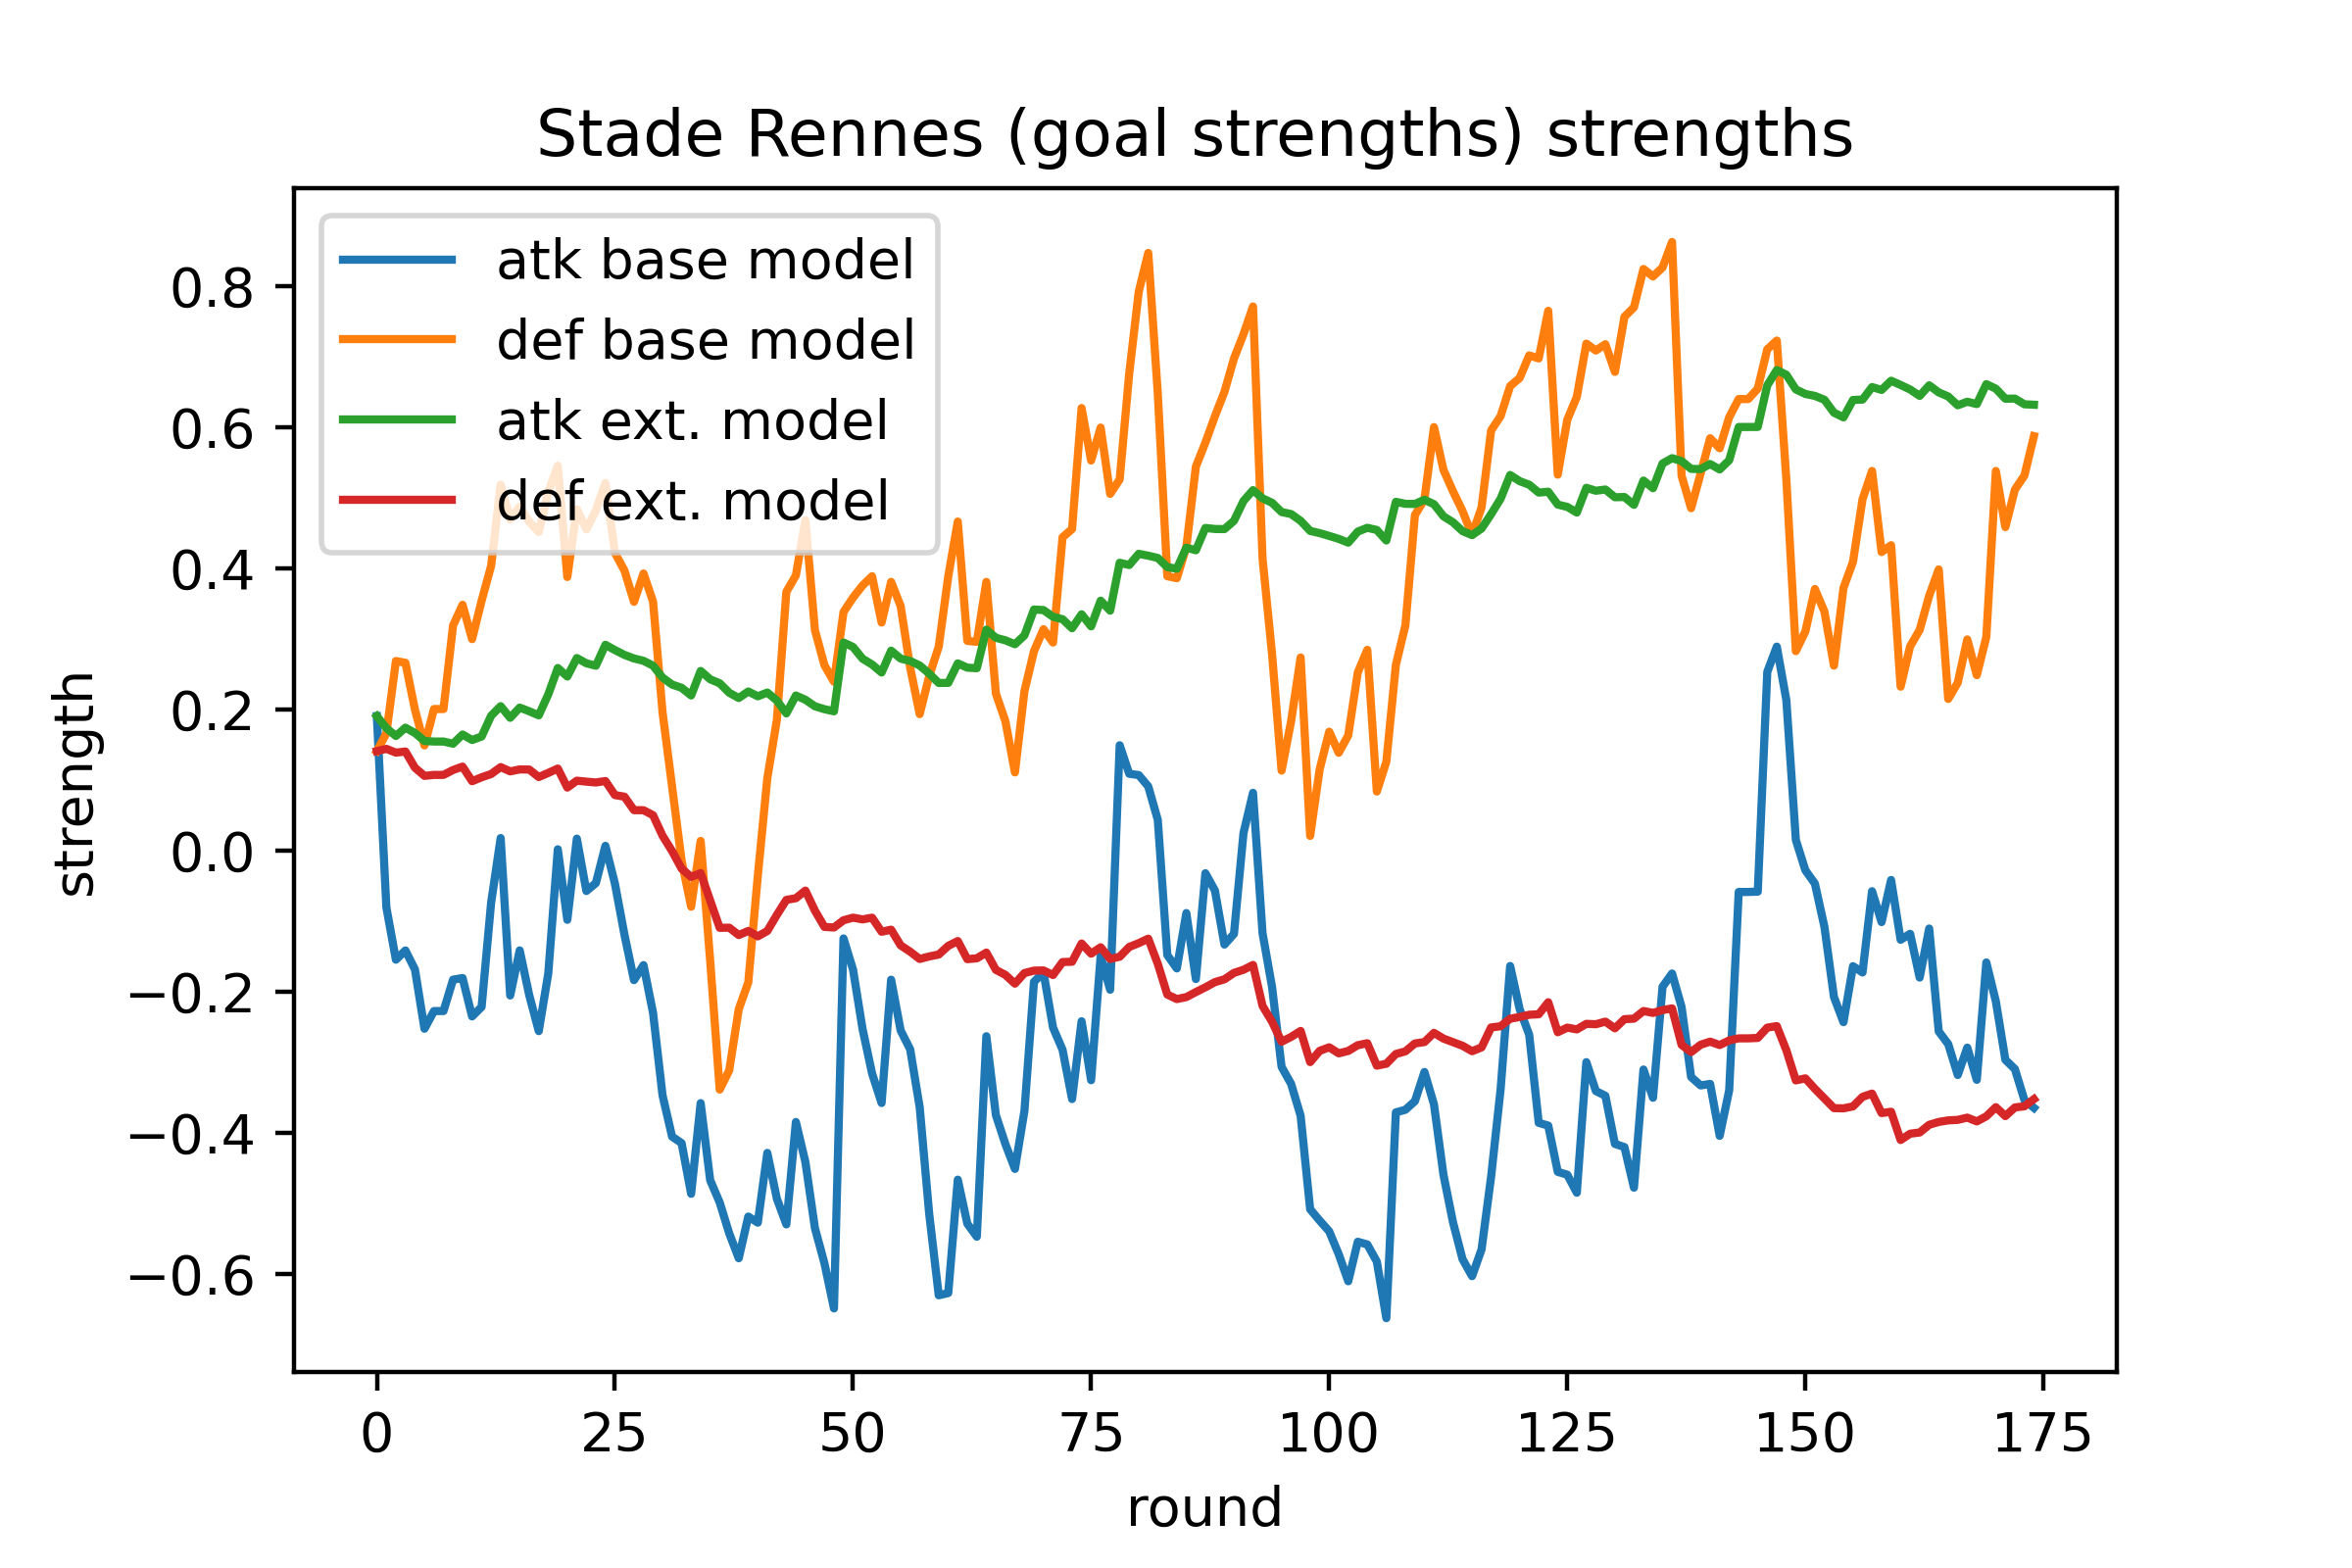 Stade Rennes (goal strengths) strengths
atk base model
def base model
atk ext. model
def ext. model
strength
0.8
0.6
0.4
0.2
0.0
−0.2
−0.4
−0.6
0 25 50 75 100 125 150 175
round